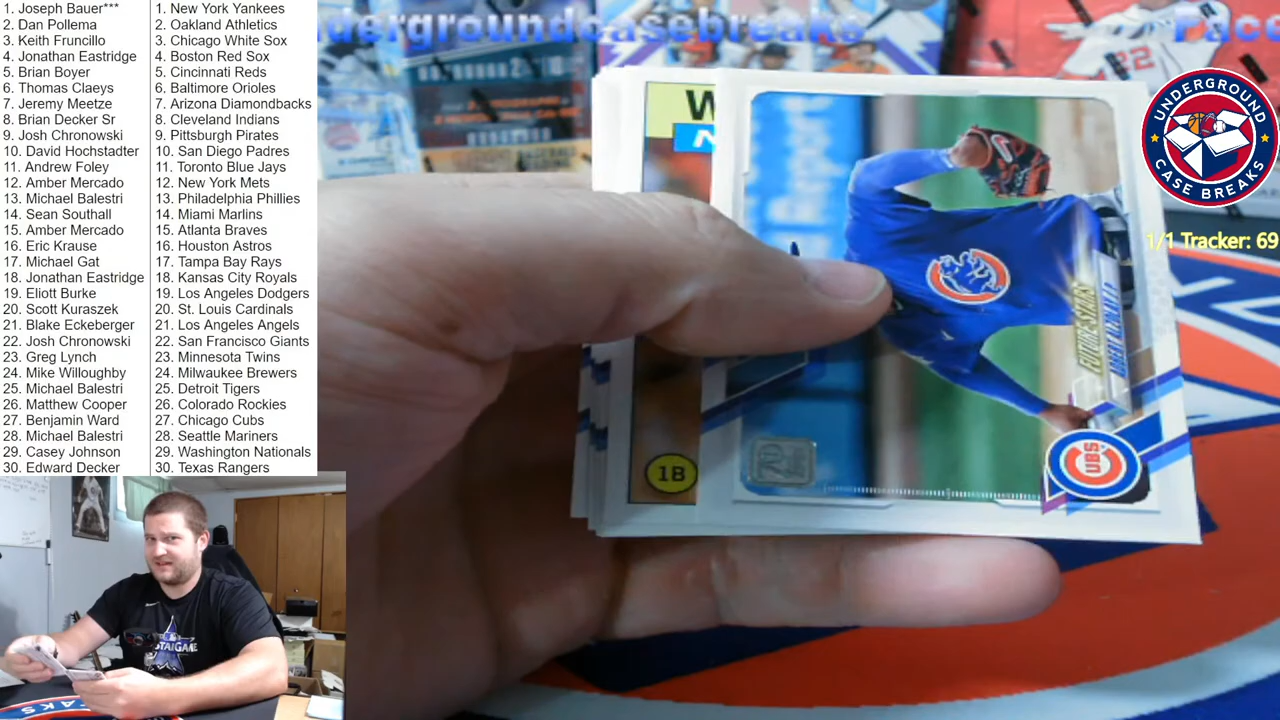 1. Joseph Bauer***
2. Dan Pollema
3. Keith Fruncillo
4. Jonathan Eastridge
5. Brian Boyer
6. Thomas Claeys
7. Jeremy Meetze
8. Brian Decker Sr
9. Josh Chronowski
10. David Hochstadter
11. Andrew Foley
12. Amber Mercado
13. Michael Balestri
14. Sean Southall
15. Amber Mercado
16. Eric Krause
17. Michael Gat
18. Jonathan Eastridge
19. Eliott Burke
20. Scott Kuraszek
21. Blake Eckeberger
22. Josh Chronowski
23. Greg Lynch
24. Mike Willoughby
25. Michael Balestri
26. Matthew Cooper
27. Benjamin Ward
28. Michael Balestri
29. Casey Johnson
30. Edward Decker
1. New York Yankees
2. Oakland Athletics
3. Chicago White Sox
4. Boston Red Sox
5. Cincinnati Reds
6. Baltimore Orioles
7. Arizona Diamondbacks
8. Cleveland Indians
9. Pittsburgh Pirates
10. San Diego Padres
11. Toronto Blue Jays
12. New York Mets
13. Philadelphia Phillies
14. Miami Marlins
15. Atlanta Braves
16. Houston Astros
17. Tampa Bay Rays
18. Kansas City Royals
19. Los Angeles Dodgers
20. St. Louis Cardinals
21. Los Angeles Angels
22. San Francisco Giants
23. Minnesota Twins
24. Milwaukee Brewers
25. Detroit Tigers
26. Colorado Rockies
27. Chicago Cubs
28. Seattle Mariners
29. Washington Nationals
30. Texas Rangers
dergroundcasebreaks
Face
22
UNDERGROUND
CASE BREAKS
1/1 Tracker: 69
W
N
1B
FUTURE STARS
UBS
70